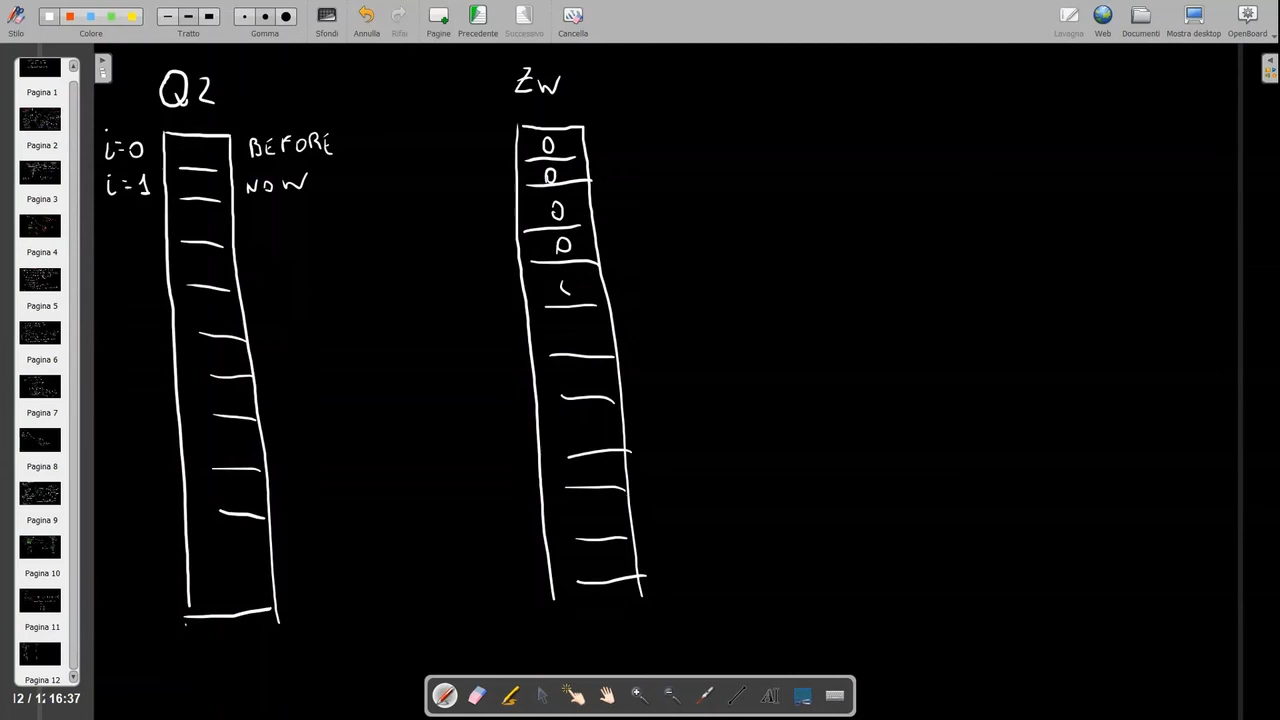 Stilo
Colore
Tratto
Gomma
Sfondi
Annulla
Rifai
Pagine
Precedente
Successivo
Cancella
Lavagna
Web
Documenti
Mostra desktop
OpenBoard
Pagina 1
Pagina 2
Pagina 3
Pagina 4
Pagina 5
Pagina 6
Pagina 7
Pagina 8
Pagina 9
Pagina 10
Pagina 11
Pagina 12
16:37
Q2
i=0 BEFORE
i=1 NOW
ZW
0
0
0
0